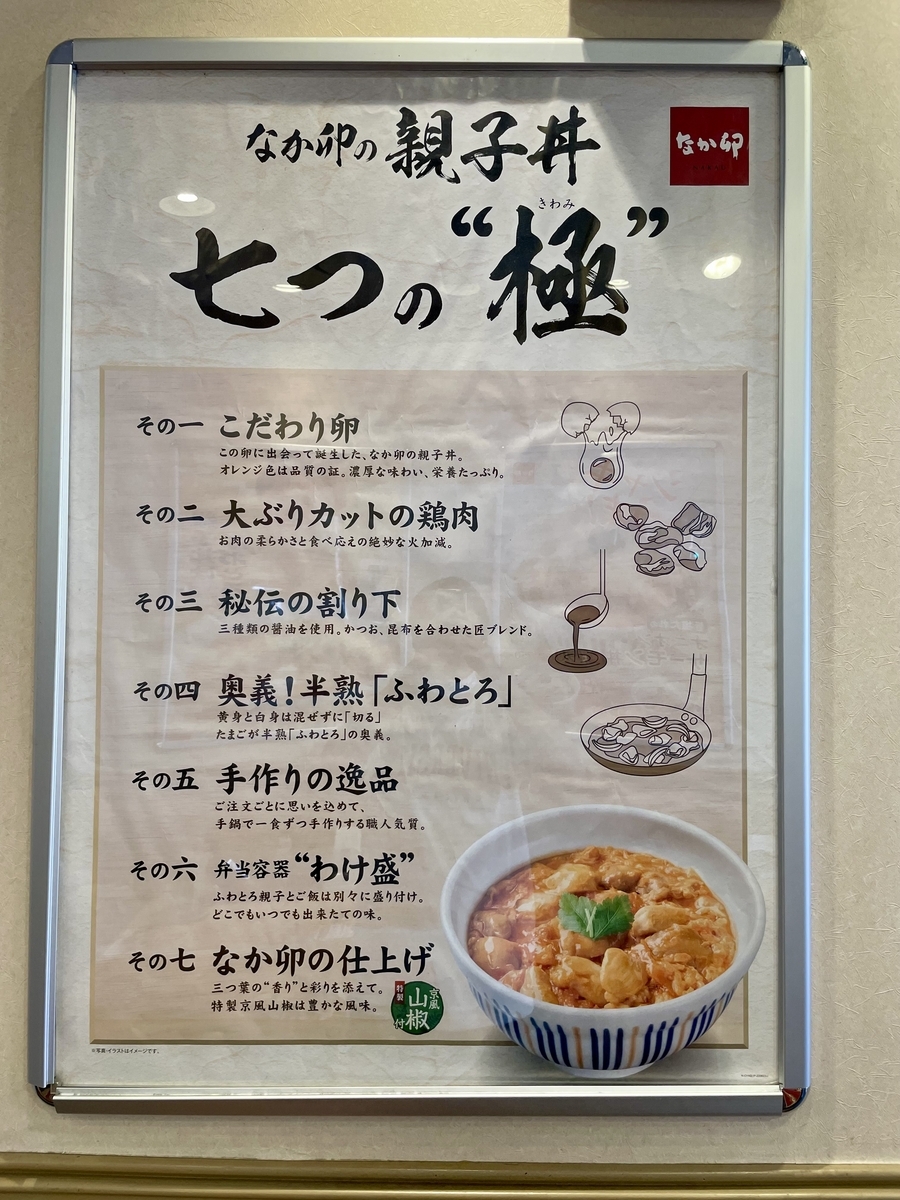 なか卯の親子丼
なか卯
きわみ
七つの“極”
その一 こだわり卵
この卵に出会って誕生した、なか卯の親子丼。
オレンジ色は品質の証。濃厚な味わい、栄養たっぷり。
その二 大ぶりカットの鶏肉
お肉の柔らかさと食べ応えの絶妙な火加減。
その三 秘伝の割り下
三種類の醤油を使用。かつお、昆布を合わせた匠ブレンド。
その四 奥義!半熟「ふわとろ」
黄身と白身は混ぜずに「切る」
たまごが半熟「ふわとろ」の奥義。
その五 手作りの逸品
ご注文ごとに思いを込めて、
手鍋で一食ずつ手作りする職人気質。
その六 弁当容器“わけ盛”
ふわとろ親子とご飯は別々に盛り付け。
どこでもいつでも出来たての味。
その七 なか卯の仕上げ
三つ葉の“香り”と彩りを添えて。
特製京風山椒は豊かな風味。
特製
京風
山椒
付
※写真・イラストはイメージです。